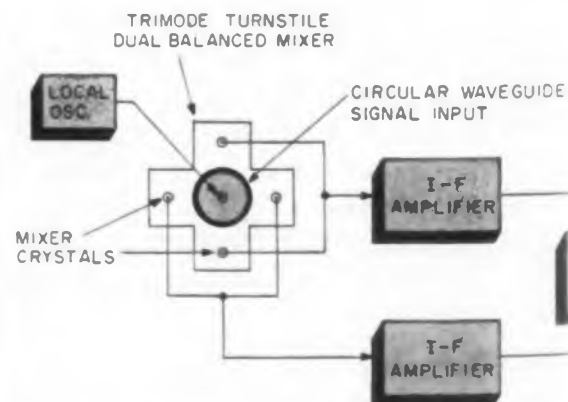 TRIMODE TURNSTILE
DUAL BALANCED MIXER
LOCAL
OSC.
CIRCULAR WAVEGUIDE
SIGNAL INPUT
I-F
AMPLIFIER
MIXER
CRYSTALS
I-F
AMPLIFIER